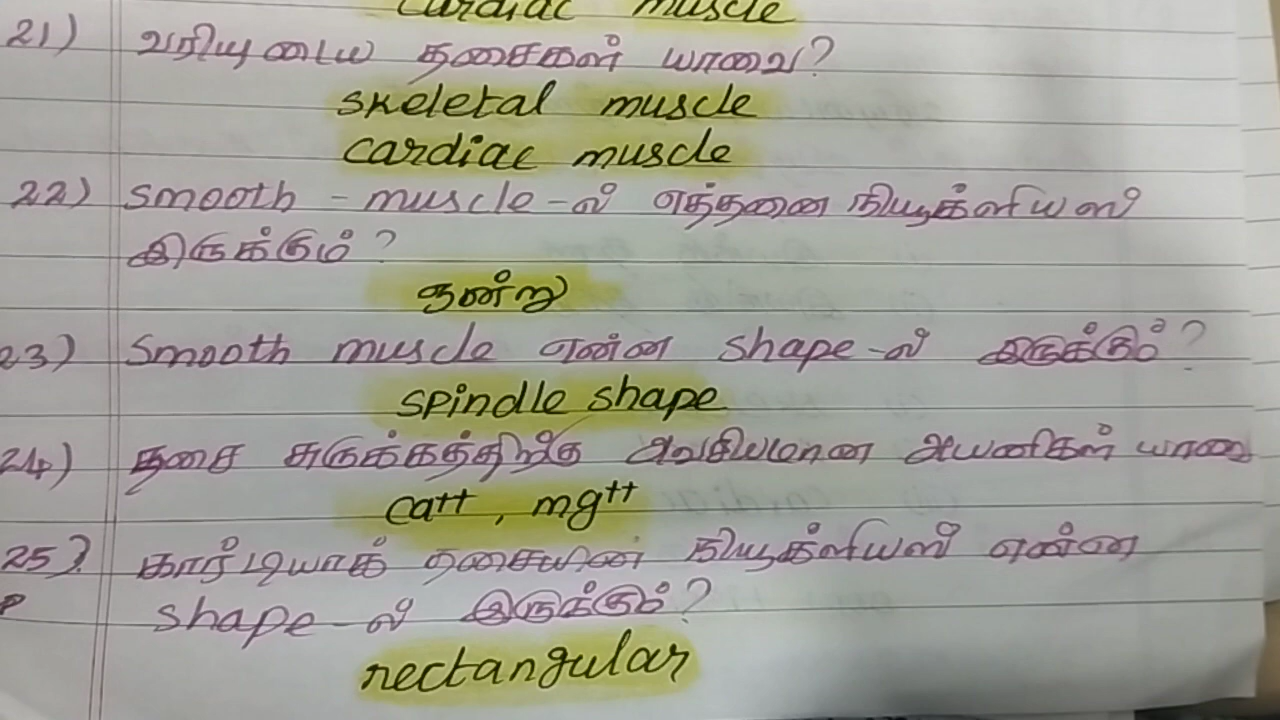 cardiac muscle
21) வரியுடைய தசைகள் யாவை?
skeletal muscle
cardiac muscle
22) smooth - muscle-ல் எத்தனை நியூக்ளியஸ்
இருக்கும்?
ஒன்று
23) smooth muscle என்ன shape-ல் இருக்கும்?
spindle shape
24) தசை சுருக்கத்திற்கு அவசியமான அயனிகள் யாவை
ca++, mg++
25) கார்டியாக் தசையின் நியூக்ளியஸ் என்ன
shape-ல் இருக்கும்?
rectangular